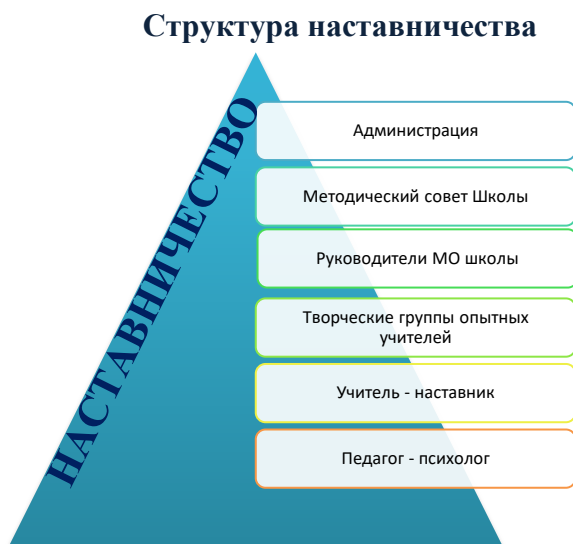 Структура наставничества
НАСТАВНИЧЕСТВО
Администрация
Методический совет Школы
Руководители МО школы
Творческие группы опытных
учителей
Учитель - наставник
Педагог - психолог